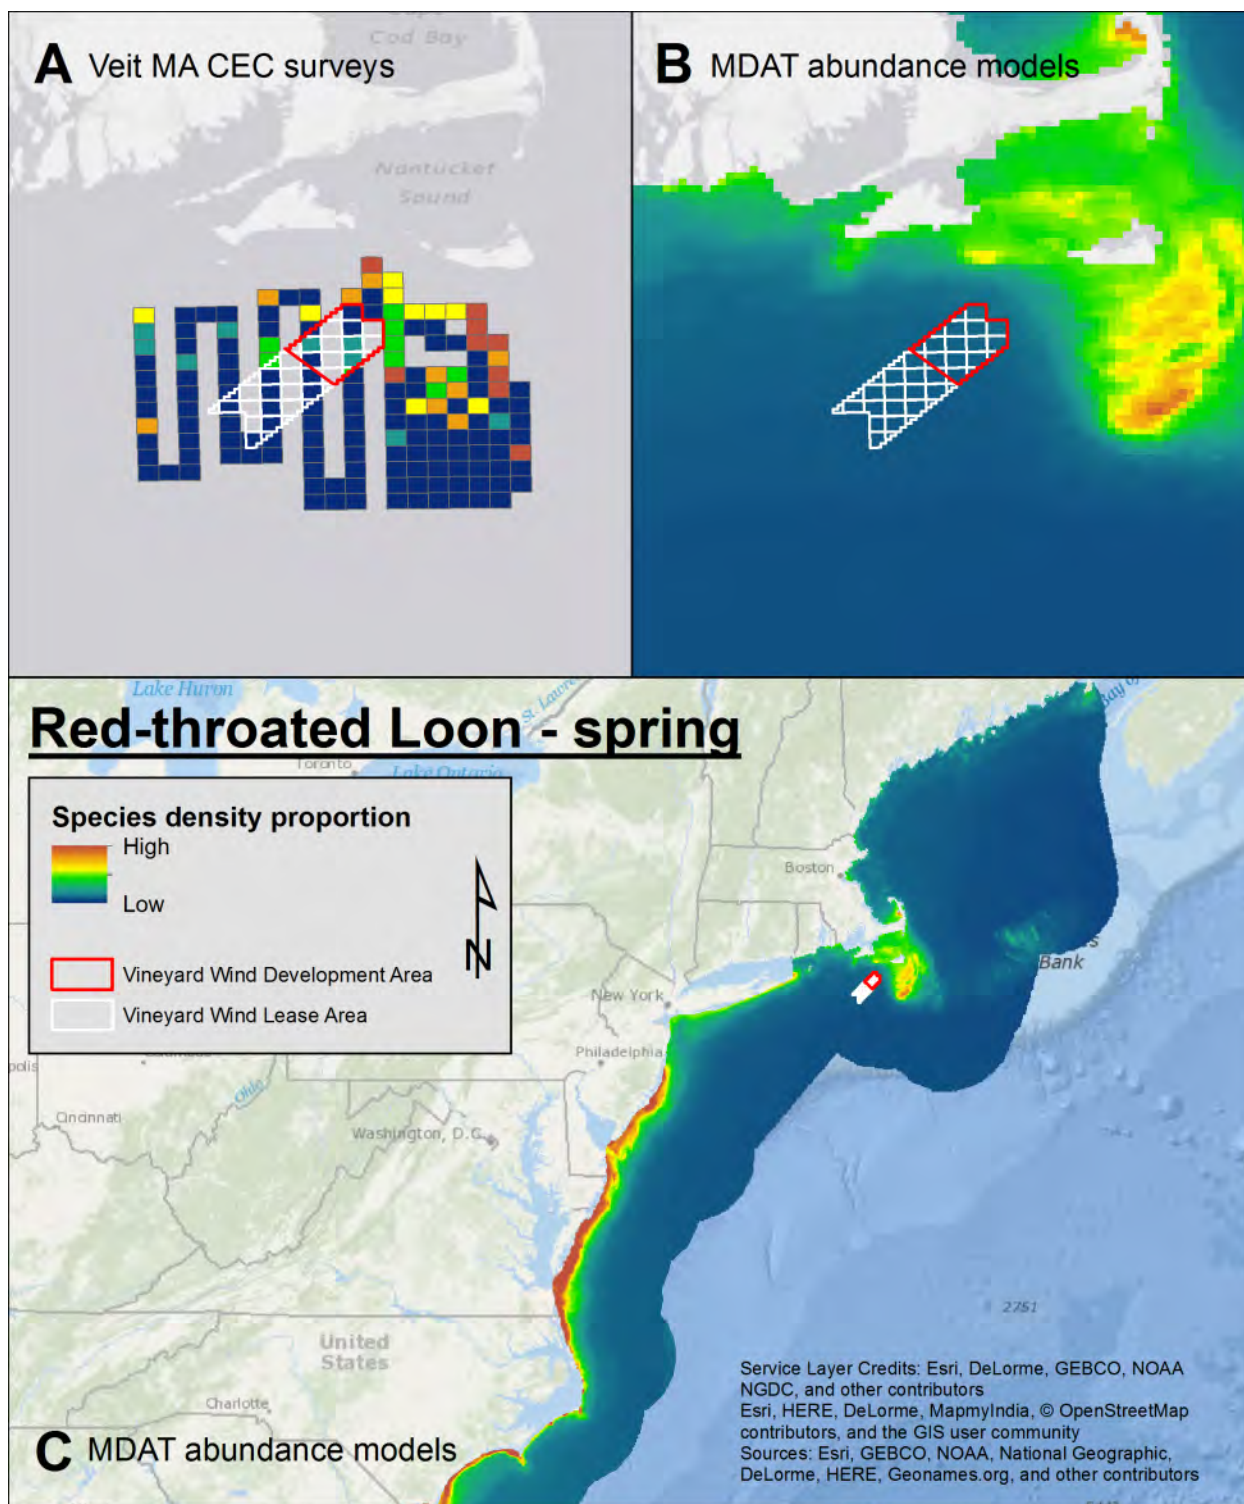 A Veit MA CEC surveys
Cod Bay
Nantucket
Sound
B MDAT abundance models
Lake Huron
St. Lawre
Bay of
Red-throated Loon - spring
Toronto
Lake Ontario
Species density proportion
High
Low
N
Vineyard Wind Development Area
Vineyard Wind Lease Area
Boston
Bank
New York
Philadelphia
Ohio
Cincinnati
Washington, D.C.
2751
United
States
Charlotte
C MDAT abundance models
Service Layer Credits: Esri, DeLorme, GEBCO, NOAA
NGDC, and other contributors
Esri, HERE, DeLorme, MapmyIndia, © OpenStreetMap
contributors, and the GIS user community
Sources: Esri, GEBCO, NOAA, National Geographic,
DeLorme, HERE, Geonames.org, and other contributors